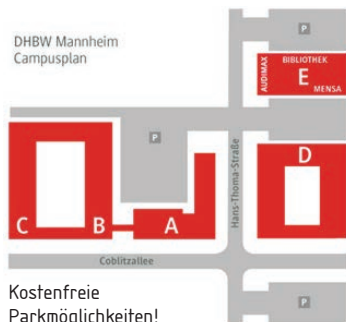 DHBW Mannheim
Campusplan
P
AUDIMAX
BIBLIOTHEK
E
MENSA
P
Hans-Thoma-Straße
D
C
B
A
Coblitzallee
Kostenfreie
Parkmöglichkeiten!
P